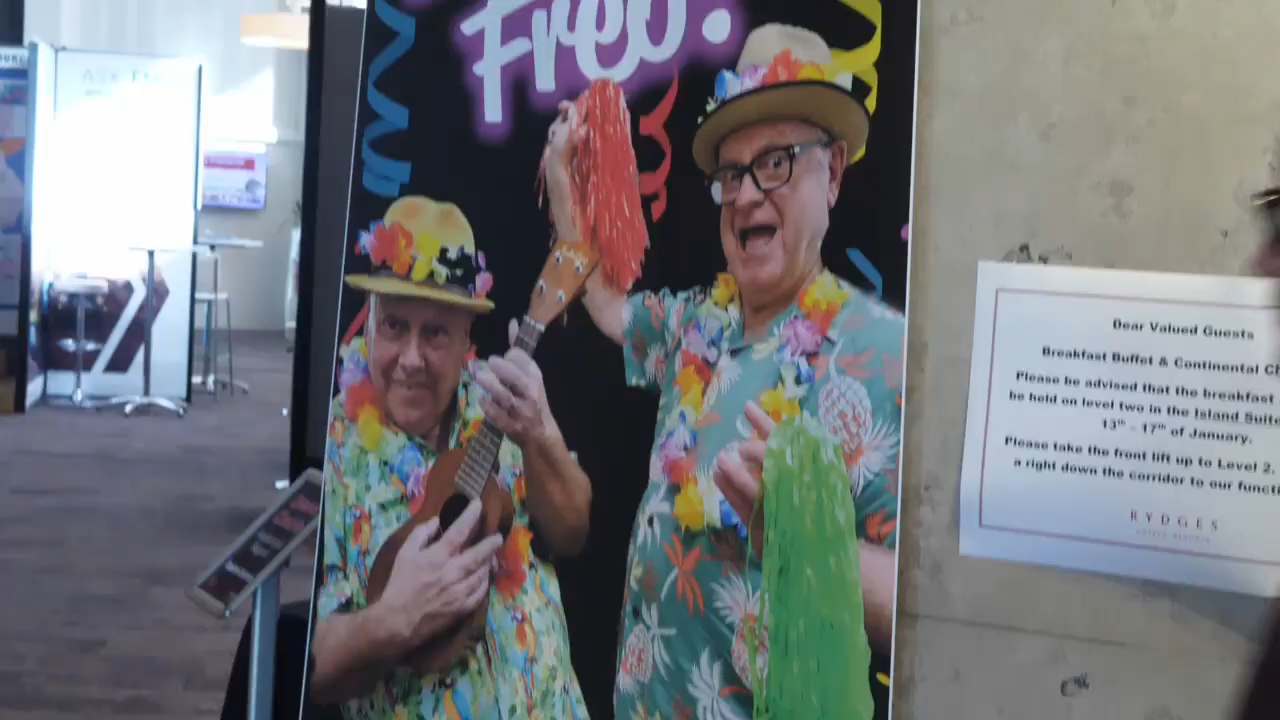 Fred.
Dear Valued Guests
Breakfast Buffet & Continental
Please be advised that the breakfast
be held on level two in the Island Suite
13th - 17th of January.
Please take the front lift up to Level 2.
a right down the corridor to our
RYDGES